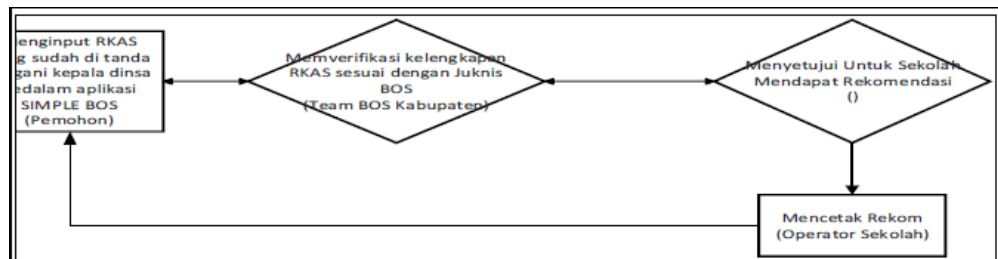 enginput RKAS
g sudah di tanda
gani kepala dinsa
edalam aplikasi
SIMPLE BOS
(Pemohon)
Memverifikasi kelengkapan
RKAS sesuai dengan Juknis
BOS
(Team BOS Kabupaten)
Menyetujui Untuk Sekolah
Mendapat Rekomendasi
()
Mencetak Rekom
(Operator Sekolah)